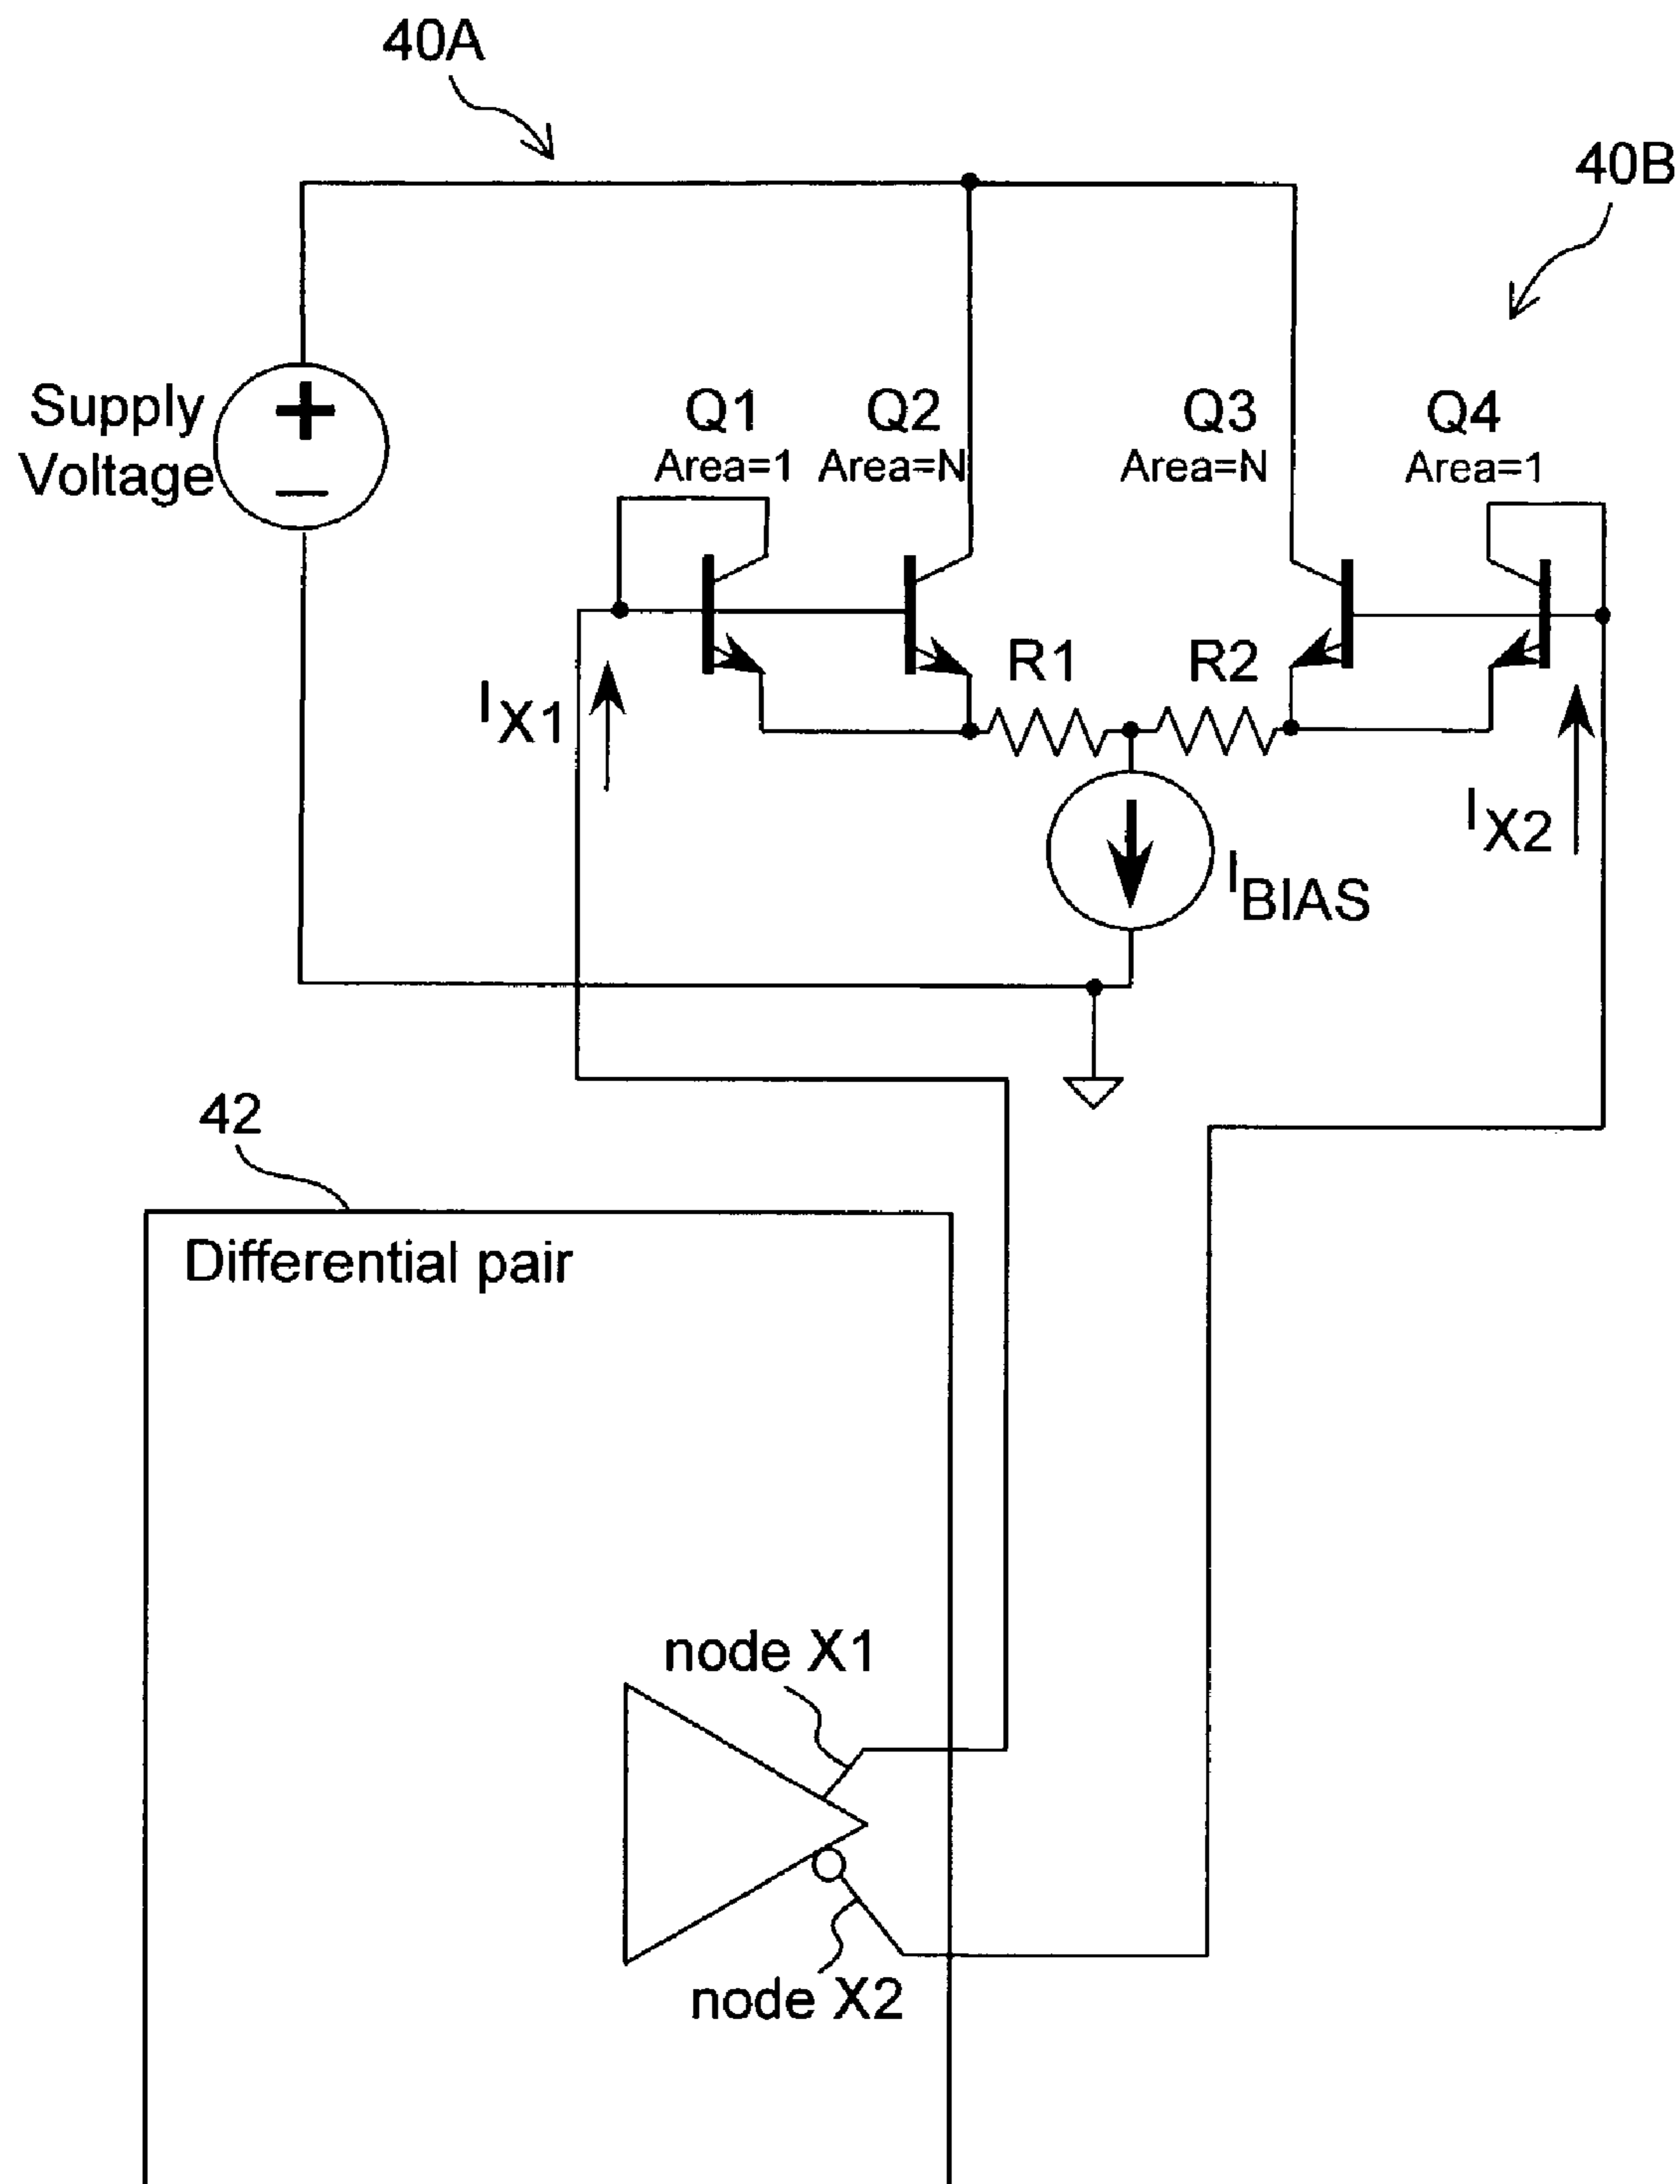 40A
40B
Supply
Voltage
+
–
Q1
Area=1
Q2
Area=N
Q3
Area=N
Q4
Area=1
R1
R2
IX1
IX2
IBIAS
42
Differential pair
node X1
node X2